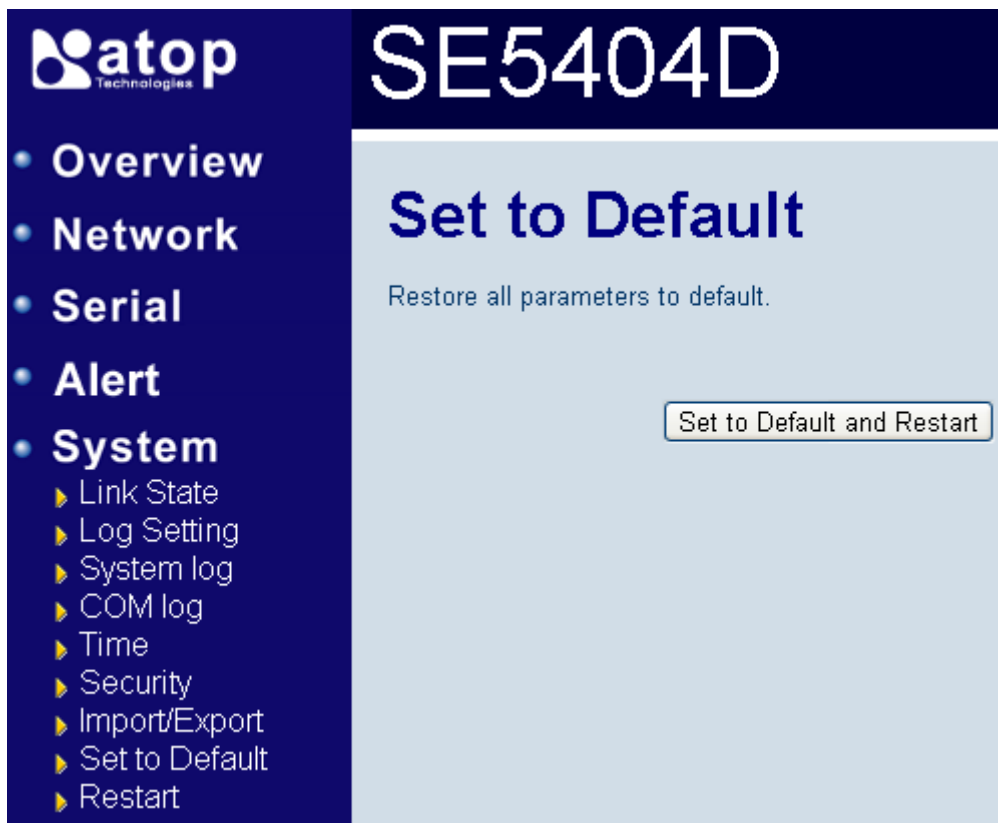 atop
Technologies
SE5404D
Overview
Network
Serial
Alert
System
Link State
Log Setting
System log
COM log
Time
Security
Import/Export
Set to Default
Restart
Set to Default
Restore all parameters to default.
Set to Default and Restart